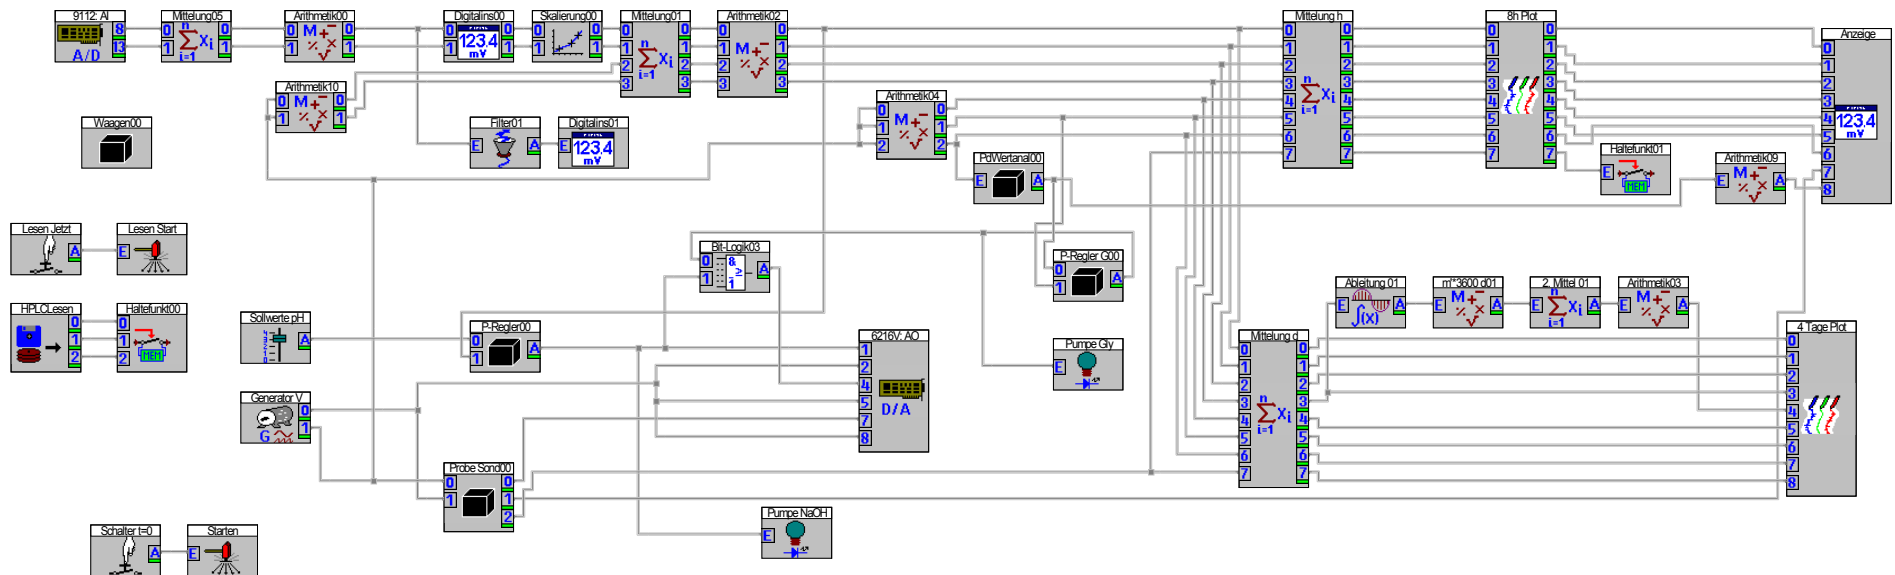 9112: AI
Mittelung05
Arithmetik00
Digitalins00
Skalierung00
Mittelung01
Arithmetik02
Mittelung h
8h Plot
Anzeige
Arithmetik10
Arithmetik04
Waagen00
Filter01
Digitalins01
PdWertanal00
Haltefunkt01
Arithmetik09
Lesen Jetzt
Lesen Start
Bit-Logik03
P-Regler G00
HPLCLesen
Haltefunkt00
Sollwerte pH
P-Regler00
6216V: AO
Pumpe Gly
Mittelung d
Ableitung 01
m*3600 d01
2. Mittel 01
Arithmetik03
4 Tage Plot
Generator V
Probe Sond00
Pumpe NaOH
Schalter t=0
Starten